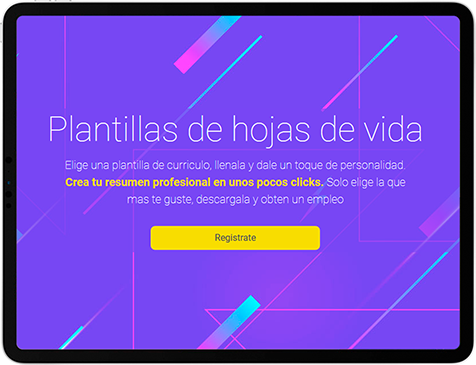 Plantillas de hojas de vida
Elige una plantilla de curriculo, llenala y dale un toque de personalidad.
Crea tu resumen profesional en unos pocos clicks. Solo elige la que
mas te guste, descargala y obten un empleo
Registrate